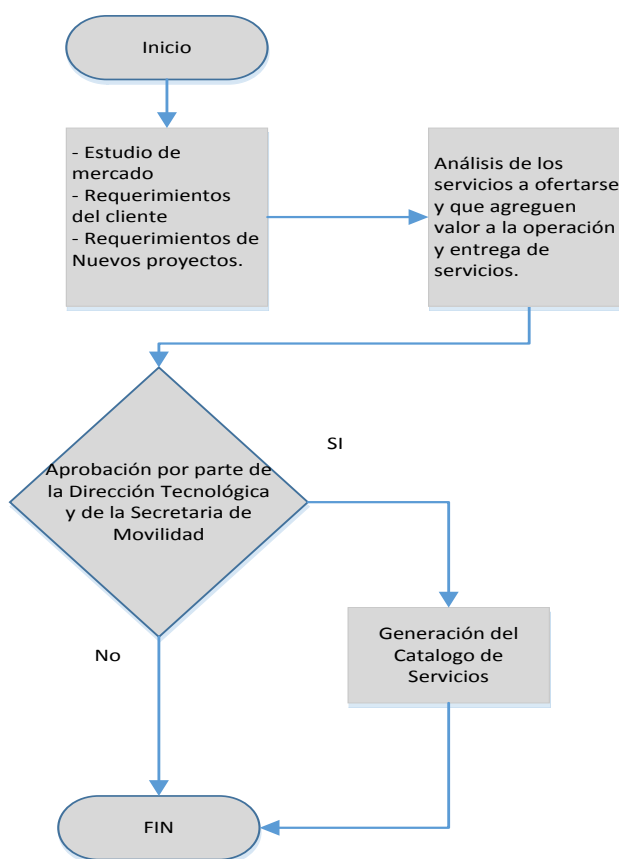 Inicio
- Estudio de
mercado
- Requerimientos
del cliente
- Requerimientos de
Nuevos proyectos.
Análisis de los
servicios a ofertarse
y que agreguen
valor a la operación
y entrega de
servicios.
SI
Aprobación por parte de
la Dirección Tecnológica
y de la Secretaria de
Movilidad
Generación del
Catalogo de
Servicios
No
FIN